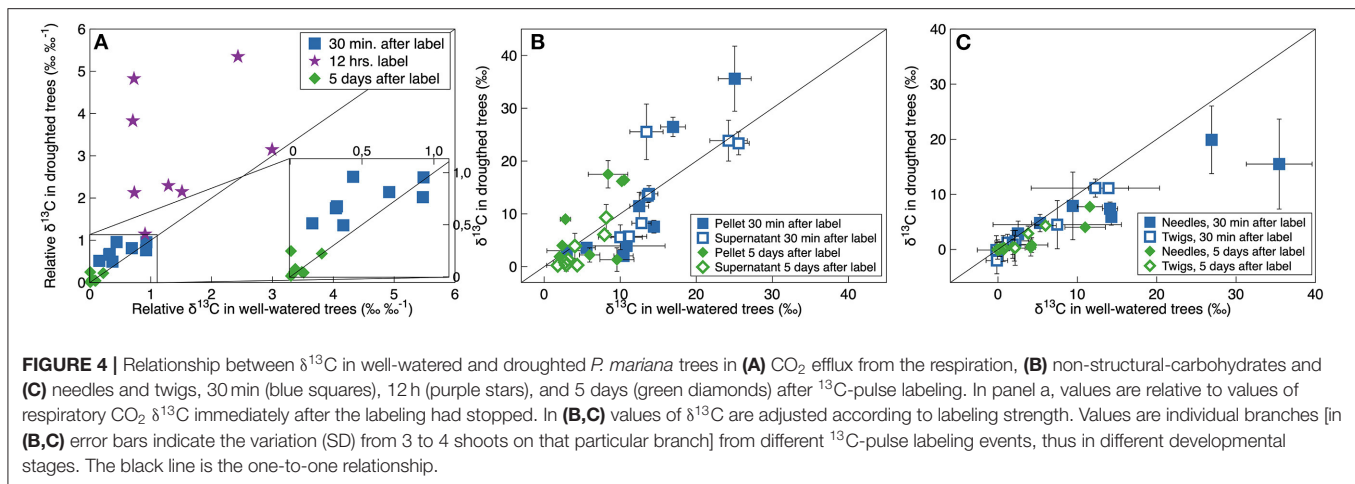 A
Relative δ13C in droughted trees (‰ ‰-1)
6
5
4
3
2
1
0
30 min. after label
12 hrs. label
5 days after label
0
0,5
1,0
1,0
0,5
0
0 1 2 3 4 5 6
Relative δ13C in well-watered trees (‰ ‰-1)
B
δ13C in drougthed trees (‰)
40
30
20
10
0
Pellet 30 min after label
Supernatant 30 min after label
Pellet 5 days after label
Supernatant 5 days after label
0 10 20 30 40
δ13C in well-watered trees (‰)
C
δ13C in drougthed trees (‰)
40
30
20
10
0
-10
Needles, 30 min after label
Twigs, 30 min after label
Needles, 5 days after label
Twigs, 5 days after label
0 10 20 30 40
δ13C in well-watered trees (‰)
FIGURE 4 | Relationship between δ13C in well-watered and droughted P. mariana trees in (A) CO2 efflux from the respiration, (B) non-structural-carbohydrates and
(C) needles and twigs, 30 min (blue squares), 12 h (purple stars), and 5 days (green diamonds) after 13C-pulse labeling. In panel a, values are relative to values of
respiratory CO2 δ13C immediately after the labeling had stopped. In (B,C) values of δ13C are adjusted according to labeling strength. Values are individual branches [in
(B,C) error bars indicate the variation (SD) from 3 to 4 shoots on that particular branch] from different 13C-pulse labeling events, thus in different developmental
stages. The black line is the one-to-one relationship.